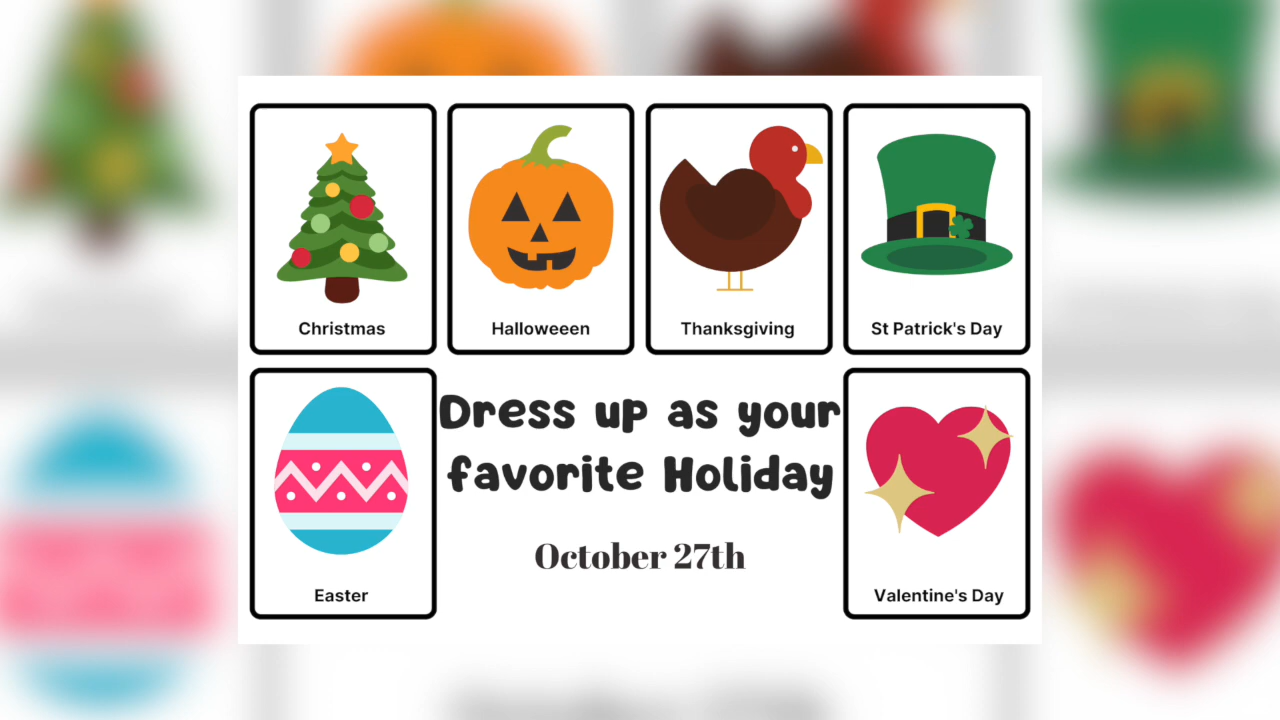 Christmas
Halloweeen
Thanksgiving
St Patrick's Day
Dress up as your
favorite Holiday
October 27th
Easter
Valentine's Day